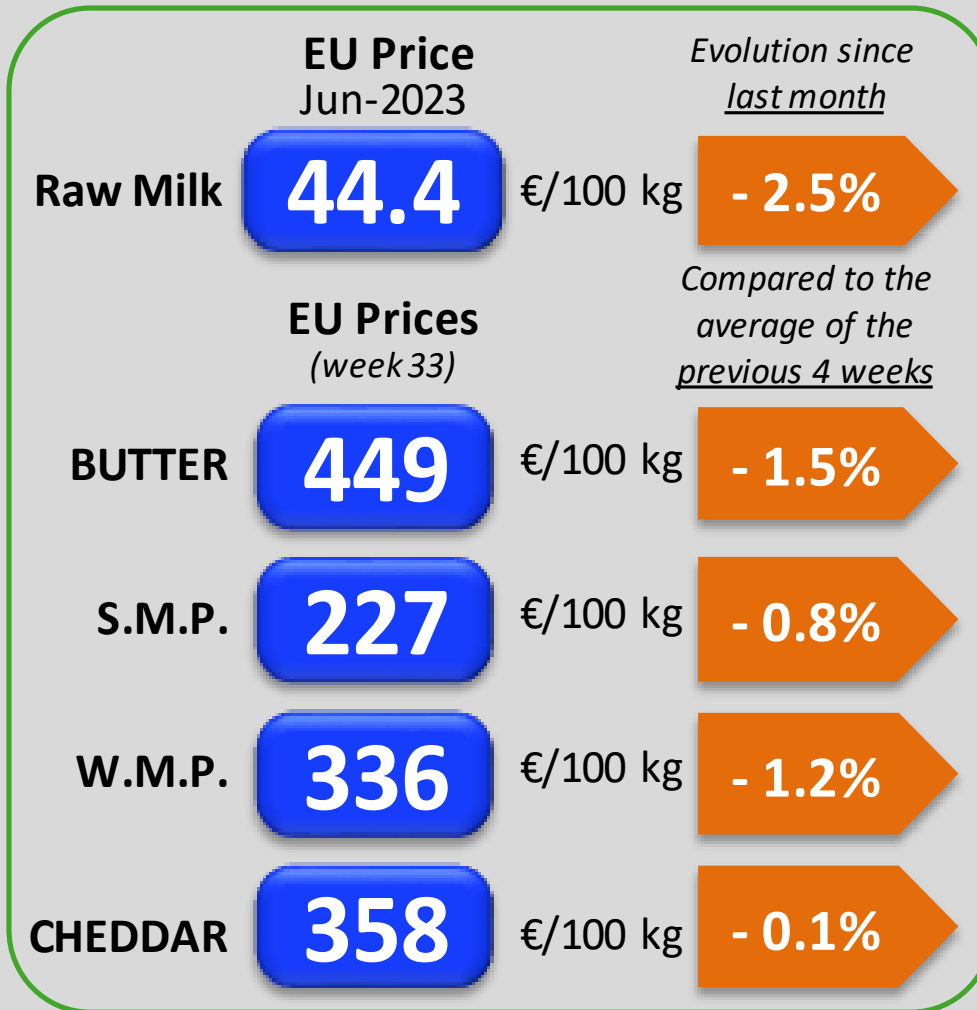 EU Price
Jun-2023
Evolution since
last month
Raw Milk 44.4 €/100 kg - 2.5%
EU Prices
(week 33)
Compared to the
average of the
previous 4 weeks
BUTTER 449 €/100 kg - 1.5%
S.M.P. 227 €/100 kg - 0.8%
W.M.P. 336 €/100 kg - 1.2%
CHEDDAR 358 €/100 kg - 0.1%